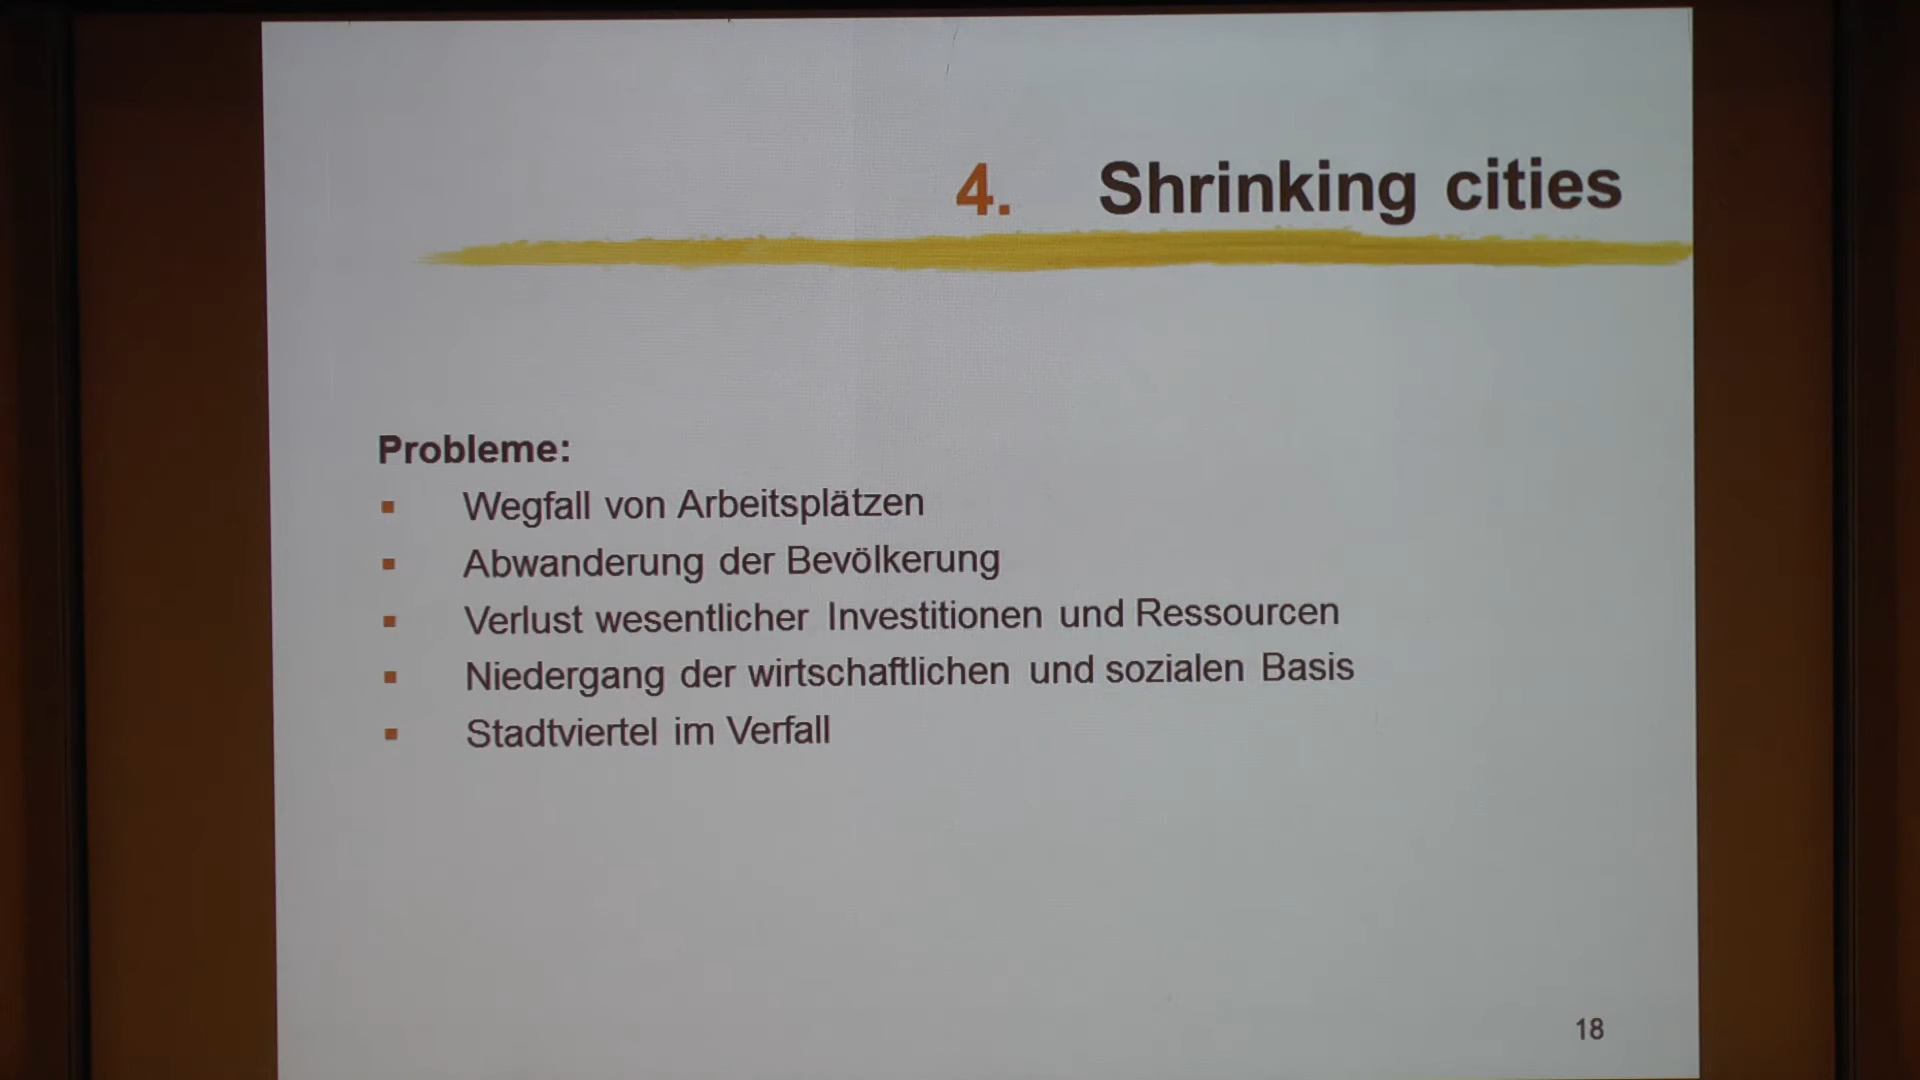 4. Shrinking cities
Probleme:
▪ Wegfall von Arbeitsplätzen
▪ Abwanderung der Bevölkerung
▪ Verlust wesentlicher Investitionen und Ressourcen
▪ Niedergang der wirtschaftlichen und sozialen Basis
▪ Stadtviertel im Verfall
18